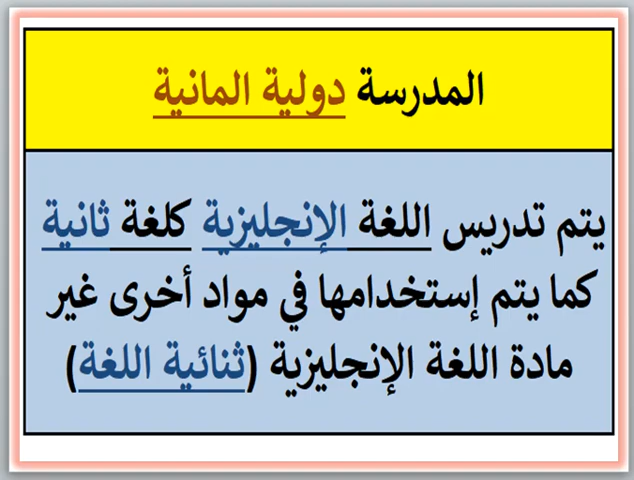 المدرسة دولية المانية
يتم تدريس اللغة الإنجليزية كلغة ثانية
كما يتم إستخدامها في مواد أخرى غير
مادة اللغة الإنجليزية (ثنائية اللغة)